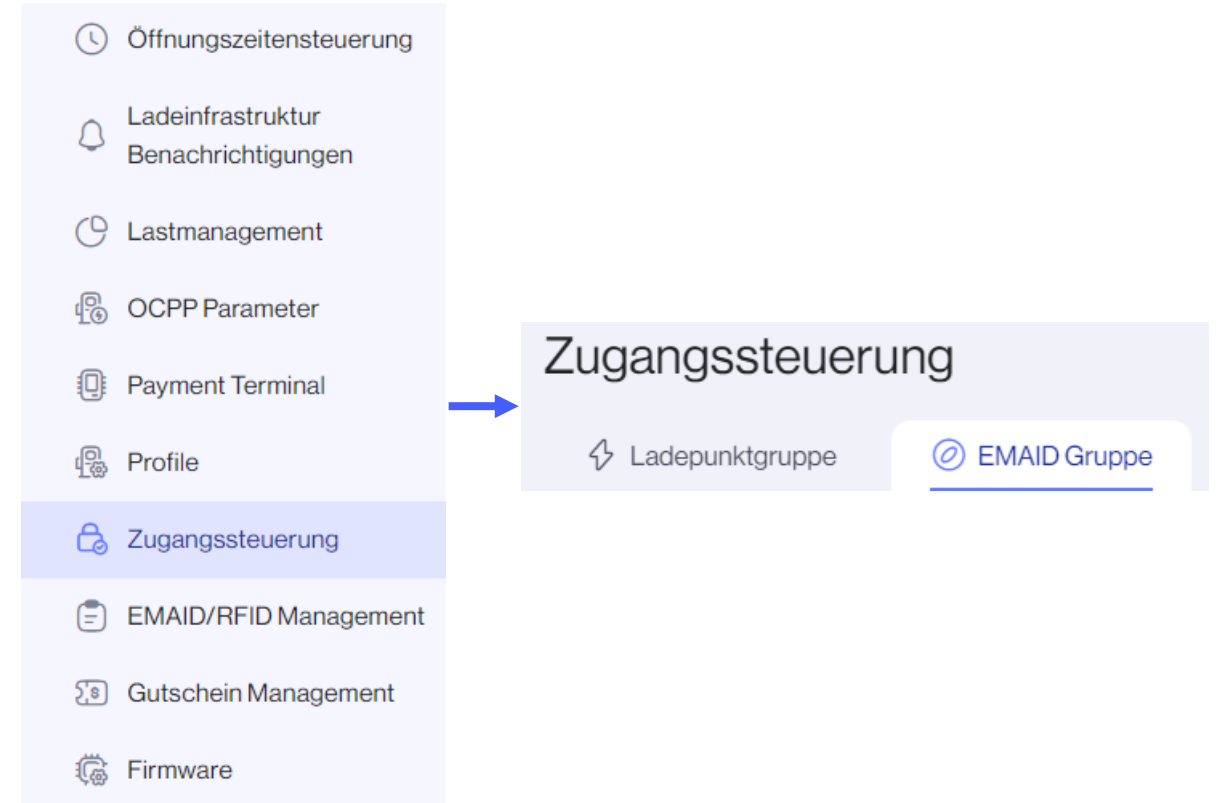 Öffnungszeitensteuerung
Ladeinfrastruktur
Benachrichtigungen
Lastmanagement
OCPP Parameter
Payment Terminal
Profile
Zugangssteuerung
EMAID/RFID Management
Gutschein Management
Firmware
Zugangssteuerung
Ladepunktgruppe
EMAID Gruppe